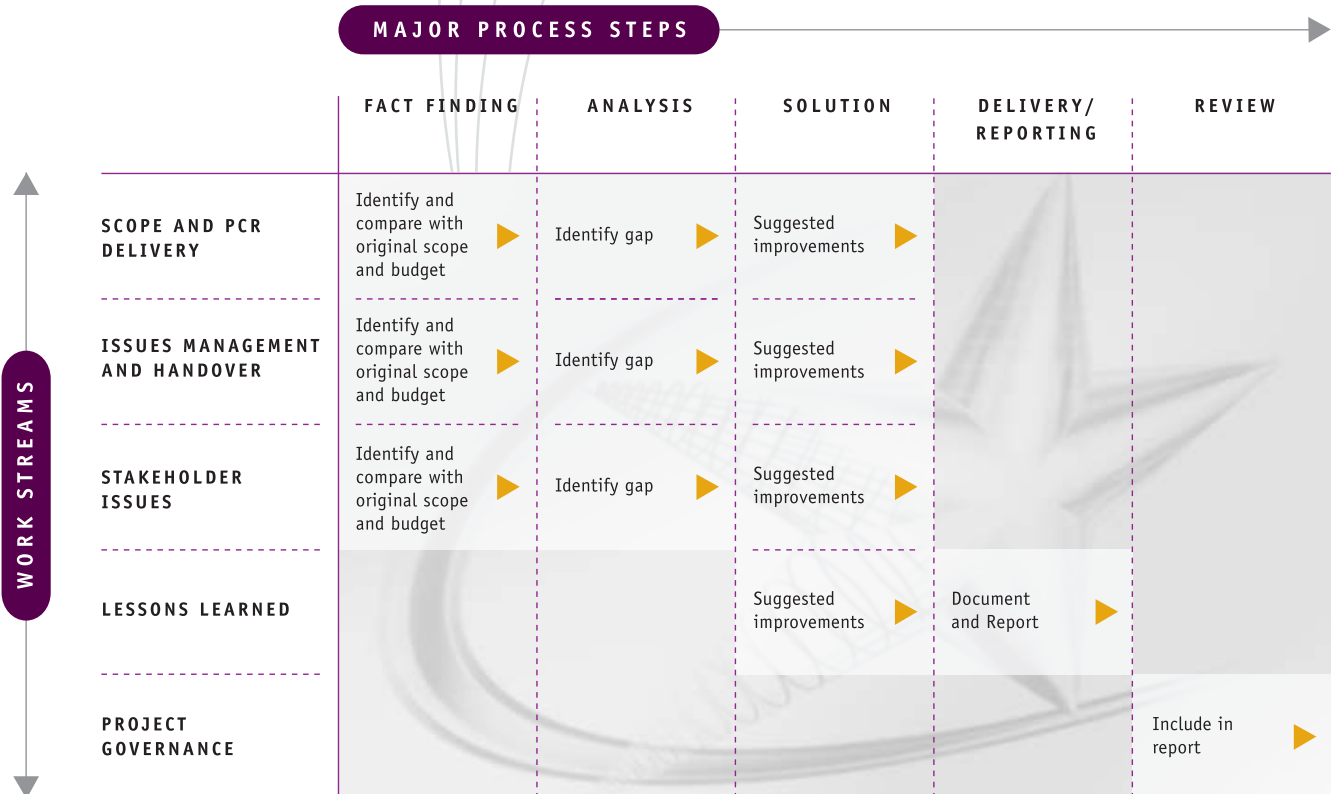 MAJOR PROCESS STEPS
FACT FINDING
ANALYSIS
SOLUTION
DELIVERY/
REPORTING
REVIEW
WORK STREAMS
SCOPE AND PCR
DELIVERY
Identify and
compare with
original scope
and budget
Identify gap
Suggested
improvements
ISSUES MANAGEMENT
AND HANDOVER
Identify and
compare with
original scope
and budget
Identify gap
Suggested
improvements
STAKEHOLDER
ISSUES
Identify and
compare with
original scope
and budget
Identify gap
Suggested
improvements
LESSONS LEARNED
Suggested
improvements
Document
and Report
PROJECT
GOVERNANCE
Include in
report